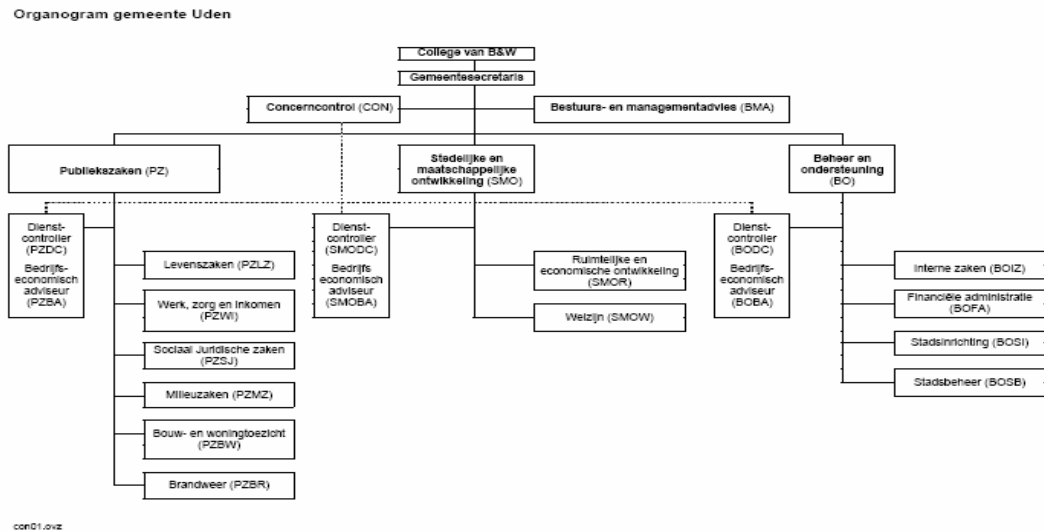 Organogram gemeente Uden
College van B&W
Gemeentesecretaris
Concerncontrol (CON)
Bestuurs- en managementadvies (BMA)
Publiekszaken (PZ)
Stedelijke en
maatschappelijke
ontwikkeling (SMO)
Beheer en
ondersteuning
(BO)
Dienst-
controller
(PZDC)
Bedrijfs-
economisch
adviseur
(PZBA)
Levenszaken (PZLZ)
Werk, zorg en Inkomen
(PZWI)
Sociaal Juridische zaken
(PZSJ)
Milieuzaken (PZMZ)
Bouw- en woningtoezicht
(PZBW)
Brandweer (PZBR)
Dienst-
controller
(SMODC)
Bedrijfs
economisch
adviseur
(SMOBA)
Ruimtelijke en
economische ontwikkeling
(SMOR)
Welzijn (SMOW)
Dienst-
controller
(BODC)
Bedrijfs-
economisch
adviseur
(BOBA)
Interne zaken (BOIZ)
Financiële administratie
(BOFA)
Stadsinrichting (BOSI)
Stadsbeheer (BOSB)
con01.ovz